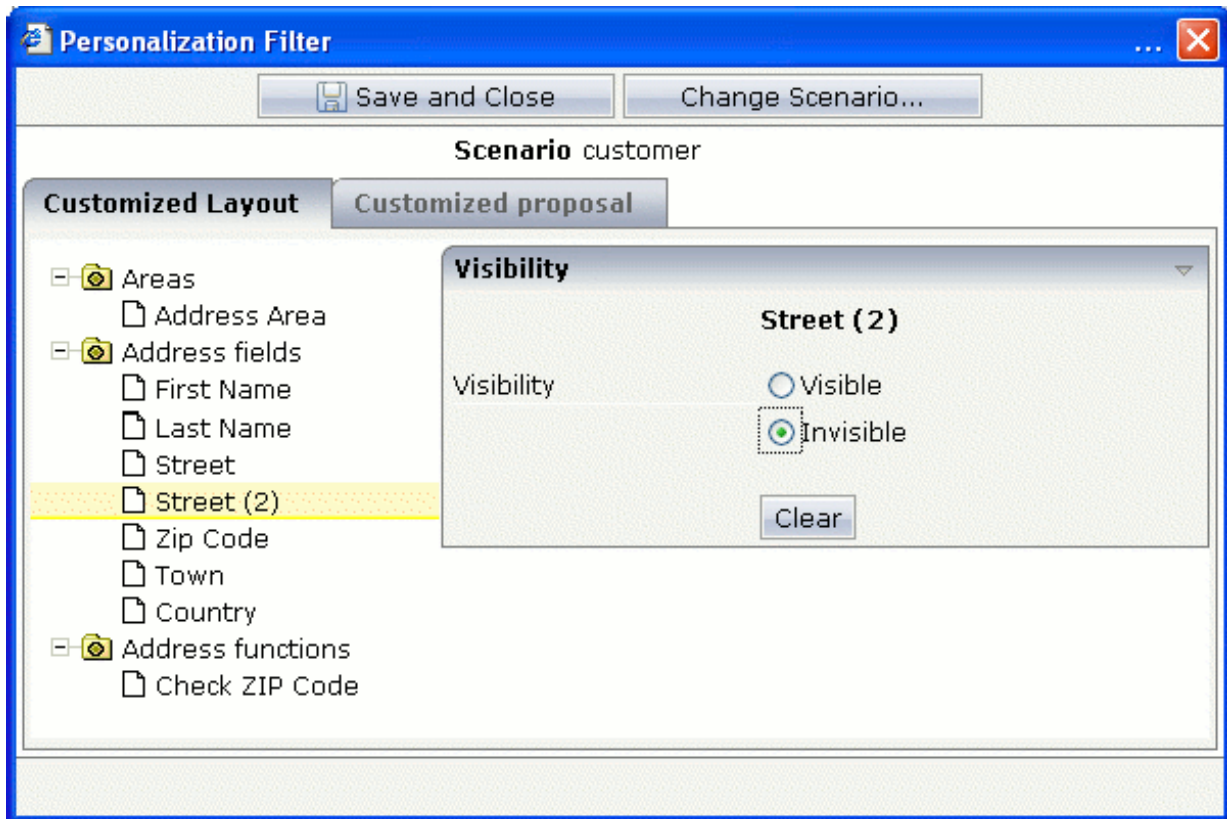 Personalization Filter ...
Save and Close Change Scenario...
Scenario customer
Customized Layout Customized proposal
Areas
Address Area
Address fields
First Name
Last Name
Street
Street (2)
Zip Code
Town
Country
Address functions
Check ZIP Code
Visibility
Street (2)
Visibility Visible
Invisible
Clear